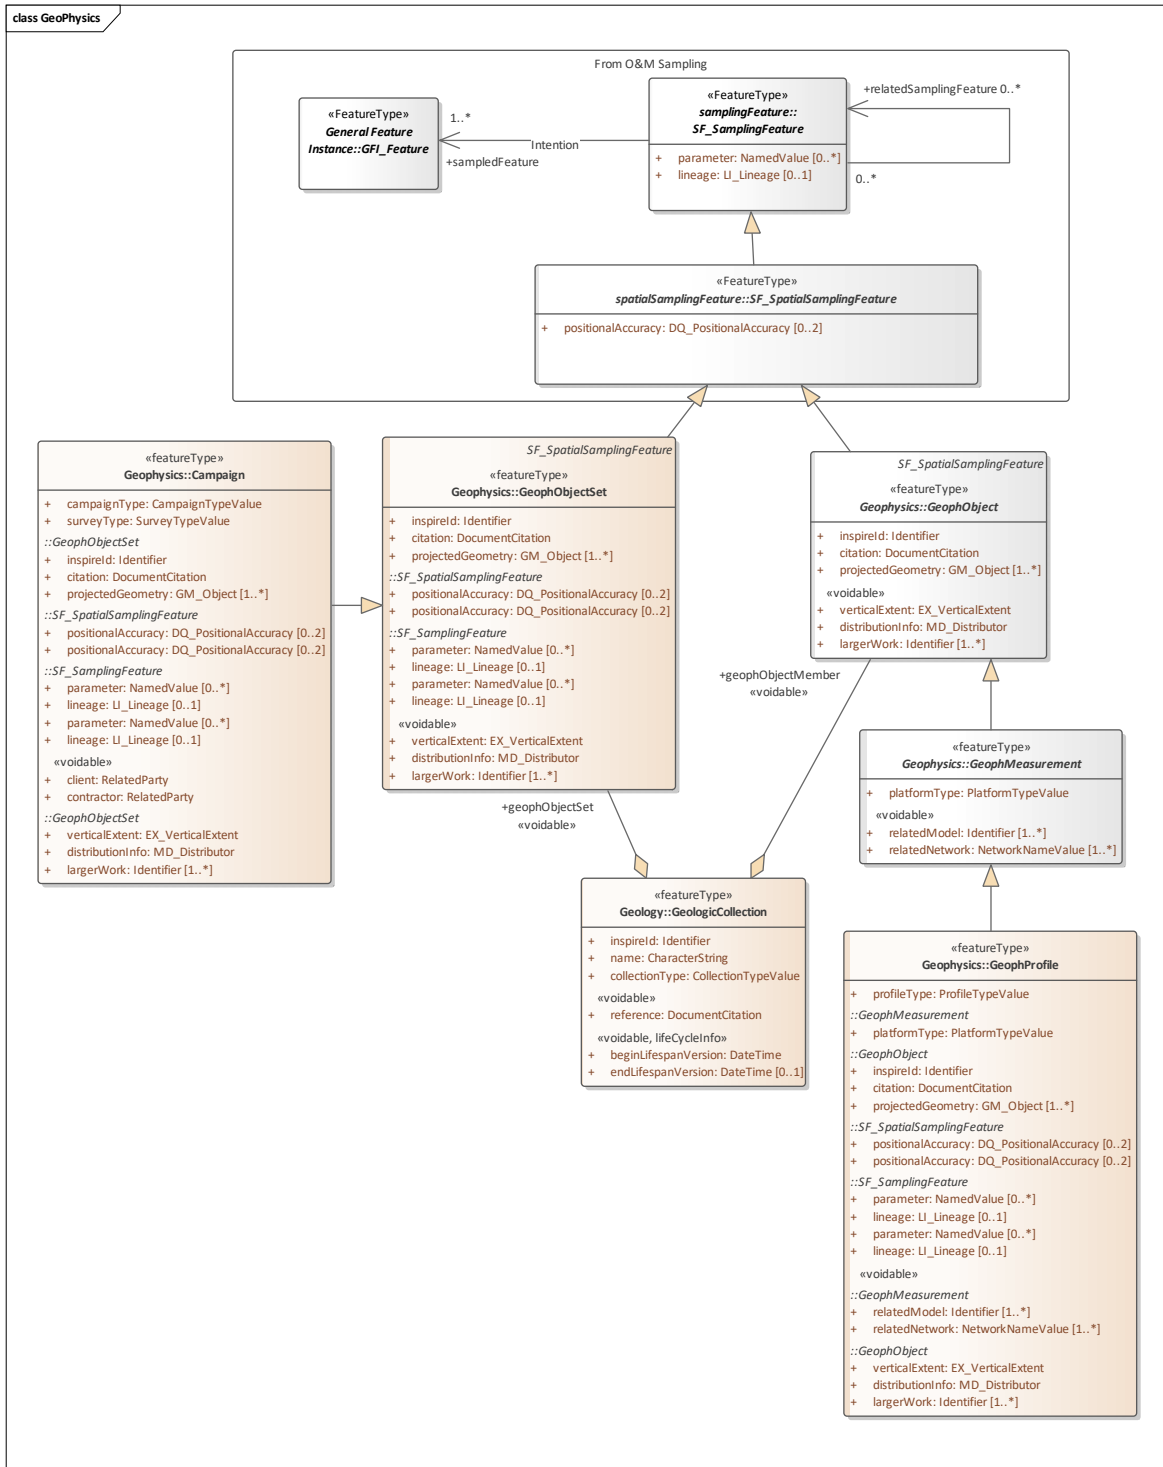 class GeoPhysics
From O&M Sampling
«FeatureType»
General Feature
Instance::GFI_Feature
1..*
+sampledFeature
Intention
«FeatureType»
samplingFeature::
SF_SamplingFeature
+ parameter: NamedValue [0..*]
+ lineage: LI_Lineage [0..1]
+relatedSamplingFeature 0..*
0..*
«FeatureType»
spatialSamplingFeature::SF_SpatialSamplingFeature
+ positionalAccuracy: DQ_PositionalAccuracy [0..2]
«featureType»
Geophysics::Campaign
+ campaignType: CampaignTypeValue
+ surveyType: SurveyTypeValue
::GeophObjectSet
+ inspireId: Identifier
+ citation: DocumentCitation
+ projectedGeometry: GM_Object [1..*]
::SF_SpatialSamplingFeature
+ positionalAccuracy: DQ_PositionalAccuracy [0..2]
+ positionalAccuracy: DQ_PositionalAccuracy [0..2]
::SF_SamplingFeature
+ parameter: NamedValue [0..*]
+ lineage: LI_Lineage [0..1]
+ parameter: NamedValue [0..*]
+ lineage: LI_Lineage [0..1]
«voidable»
+ client: RelatedParty
+ contractor: RelatedParty
::GeophObjectSet
+ verticalExtent: EX_VerticalExtent
+ distributionInfo: MD_Distributor
+ largerWork: Identifier [1..*]
SF_SpatialSamplingFeature
«featureType»
Geophysics::GeophObjectSet
+ inspireId: Identifier
+ citation: DocumentCitation
+ projectedGeometry: GM_Object [1..*]
::SF_SpatialSamplingFeature
+ positionalAccuracy: DQ_PositionalAccuracy [0..2]
+ positionalAccuracy: DQ_PositionalAccuracy [0..2]
::SF_SamplingFeature
+ parameter: NamedValue [0..*]
+ lineage: LI_Lineage [0..1]
+ parameter: NamedValue [0..*]
+ lineage: LI_Lineage [0..1]
«voidable»
+ verticalExtent: EX_VerticalExtent
+ distributionInfo: MD_Distributor
+ largerWork: Identifier [1..*]
SF_SpatialSamplingFeature
«featureType»
Geophysics::GeophObject
+ inspireId: Identifier
+ citation: DocumentCitation
+ projectedGeometry: GM_Object [1..*]
«voidable»
+ verticalExtent: EX_VerticalExtent
+ distributionInfo: MD_Distributor
+ largerWork: Identifier [1..*]
+geophObjectMember
«voidable»
+geophObjectSet
«voidable»
«featureType»
Geophysics::GeophMeasurement
+ platformType: PlatformTypeValue
«voidable»
+ relatedModel: Identifier [1..*]
+ relatedNetwork: NetworkNameValue [1..*]
«featureType»
Geology::GeologicCollection
+ inspireId: Identifier
+ name: CharacterString
+ collectionType: CollectionTypeValue
«voidable»
+ reference: DocumentCitation
«voidable, lifeCycleInfo»
+ beginLifespanVersion: DateTime
+ endLifespanVersion: DateTime [0..1]
«featureType»
Geophysics::GeophProfile
+ profileType: ProfileTypeValue
::GeophMeasurement
+ platformType: PlatformTypeValue
::GeophObject
+ inspireId: Identifier
+ citation: DocumentCitation
+ projectedGeometry: GM_Object [1..*]
::SF_SpatialSamplingFeature
+ positionalAccuracy: DQ_PositionalAccuracy [0..2]
+ positionalAccuracy: DQ_PositionalAccuracy [0..2]
::SF_SamplingFeature
+ parameter: NamedValue [0..*]
+ lineage: LI_Lineage [0..1]
+ parameter: NamedValue [0..*]
+ lineage: LI_Lineage [0..1]
«voidable»
::GeophMeasurement
+ relatedModel: Identifier [1..*]
+ relatedNetwork: NetworkNameValue [1..*]
::GeophObject
+ verticalExtent: EX_VerticalExtent
+ distributionInfo: MD_Distributor
+ largerWork: Identifier [1..*]